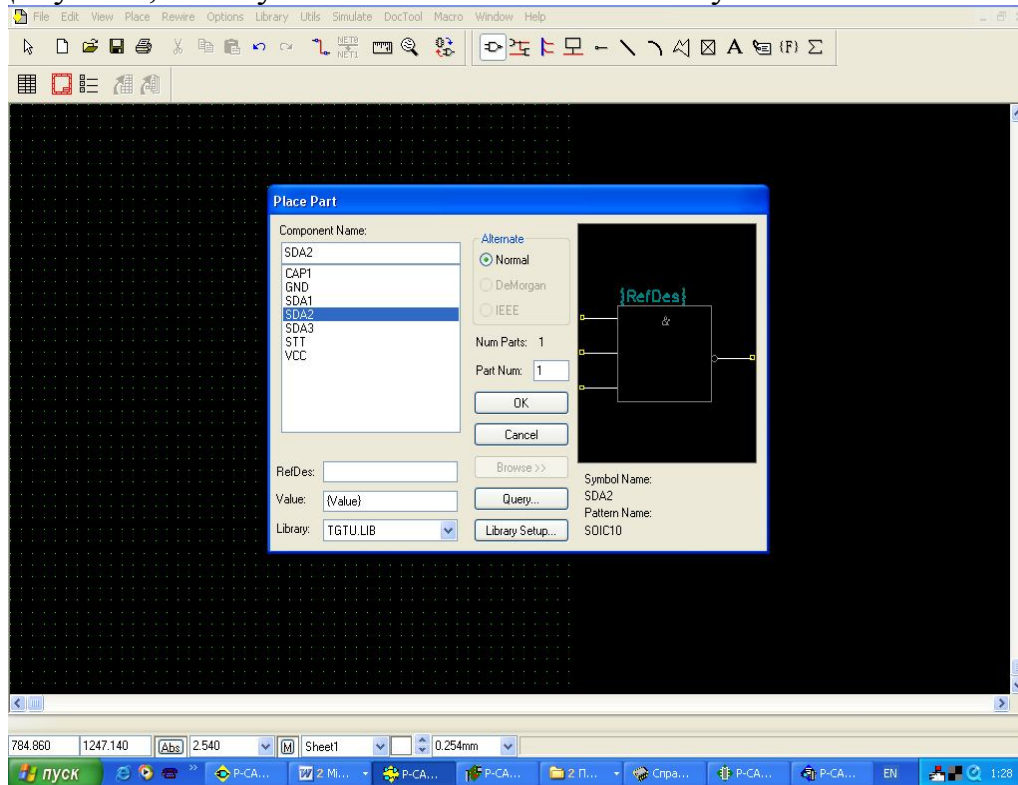 File Edit View Place Rewire Options Library Utils Simulate DocTool Macro Window Help
NET0
NET1
A {F} Σ
Place Part
Component Name:
SDA2
CAP1
GND
SDA1
SDA2
SDA3
STT
VCC
Alternate
Normal
DeMorgan
IEEE
Num Parts: 1
Part Num: 1
OK
Cancel
Browse >>
Query...
Library Setup...
RefDes:
Value: {Value}
Library: TGTU.LIB
{RefDes}
&
Symbol Name:
SDA2
Pattern Name:
SOIC10
784.860 1247.140 Abs 2.540 M Sheet1 0.254mm
пуск » P-CA... 2 Mi... P-CA... P-CA... 2 П... Спра... P-CA... P-CA... EN 1:28